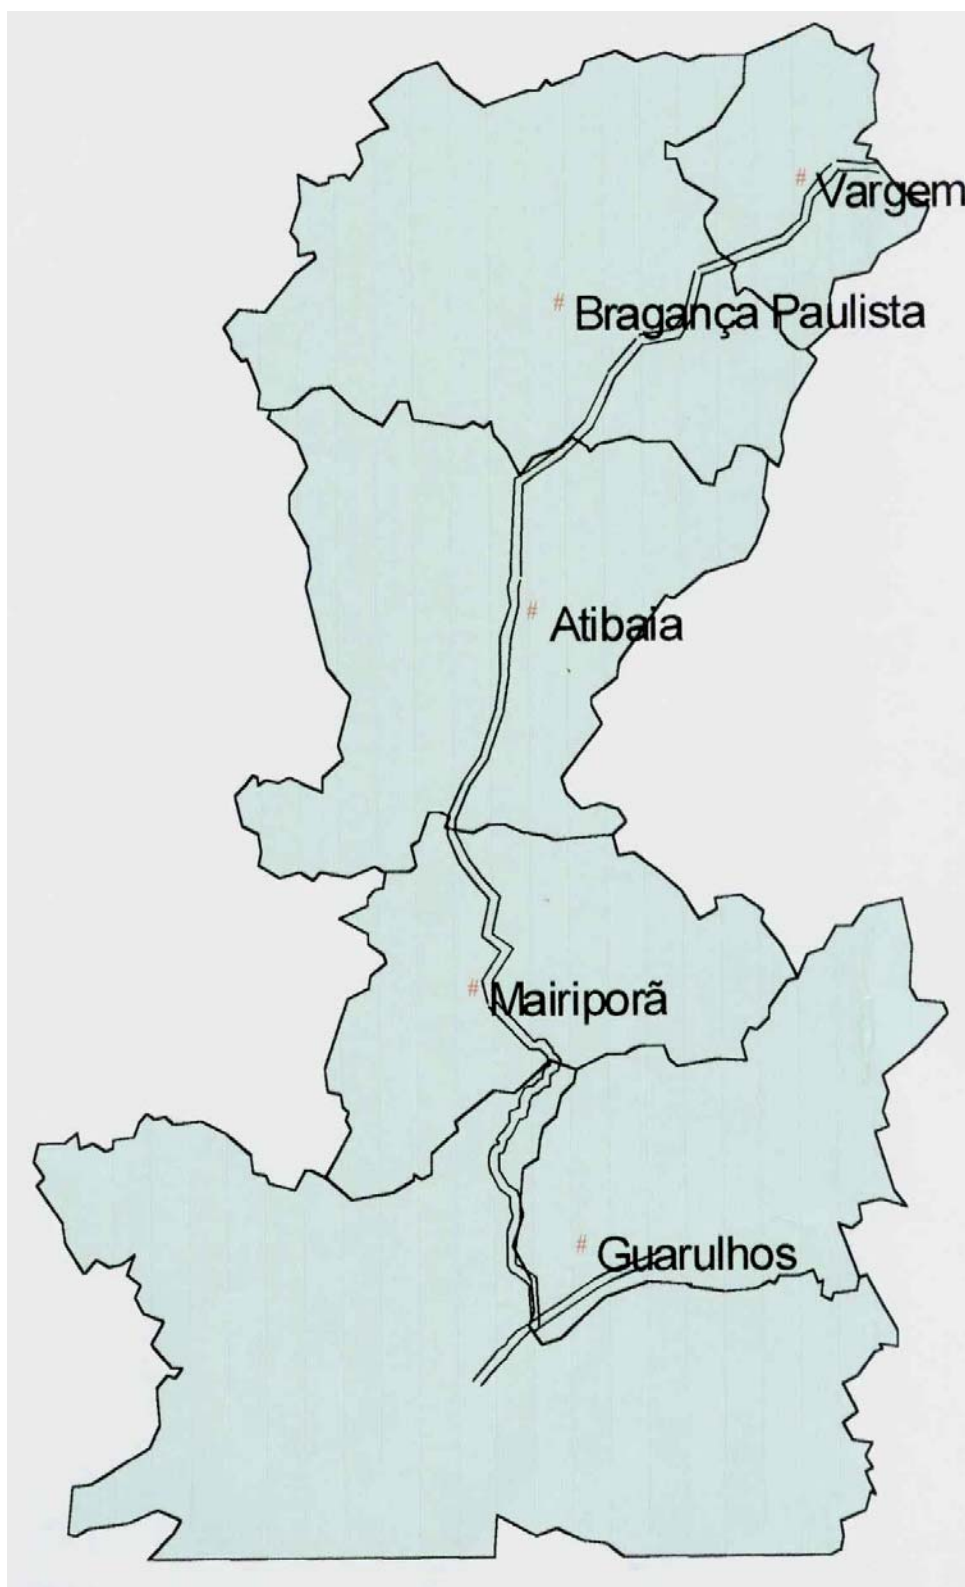 # Vargem
# Bragança Paulista
# Atibaia
# Mairiporã
# Guarulhos